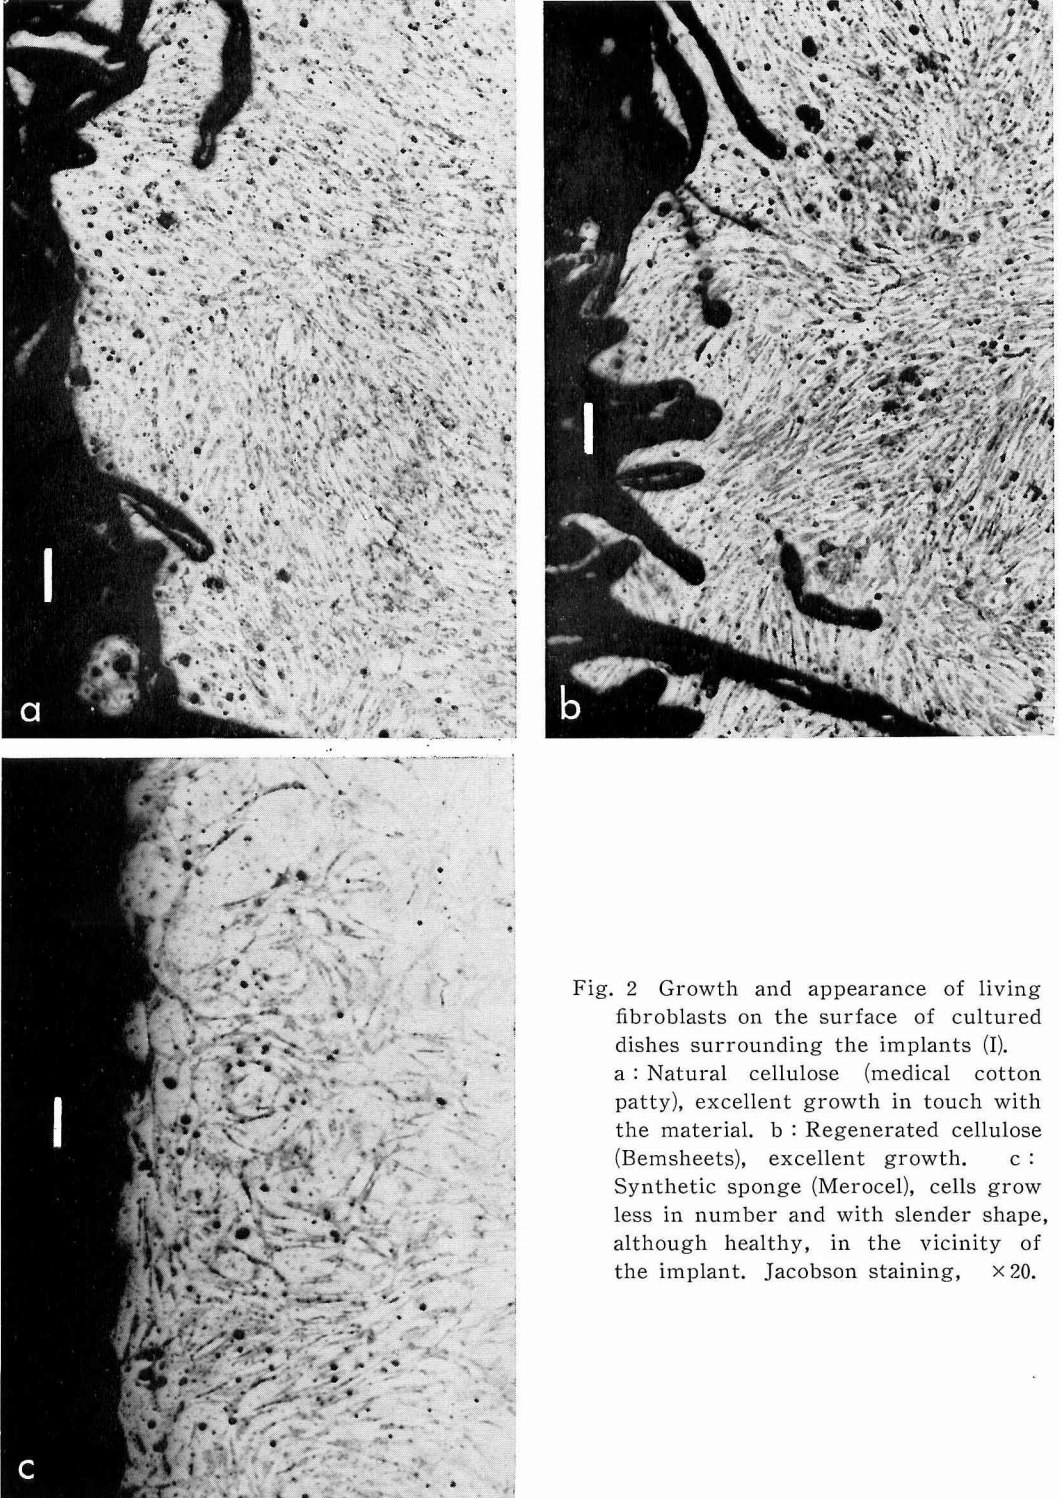 a
b
c
Fig. 2 Growth and appearance of living
fibroblasts on the surface of cultured
dishes surrounding the implants (I).
a : Natural cellulose (medical cotton
patty), excellent growth in touch with
the material. b : Regenerated cellulose
(Bemsheets), excellent growth. c :
Synthetic sponge (Merocel), cells grow
less in number and with slender shape,
although healthy, in the vicinity of
the implant. Jacobson staining, ×20.